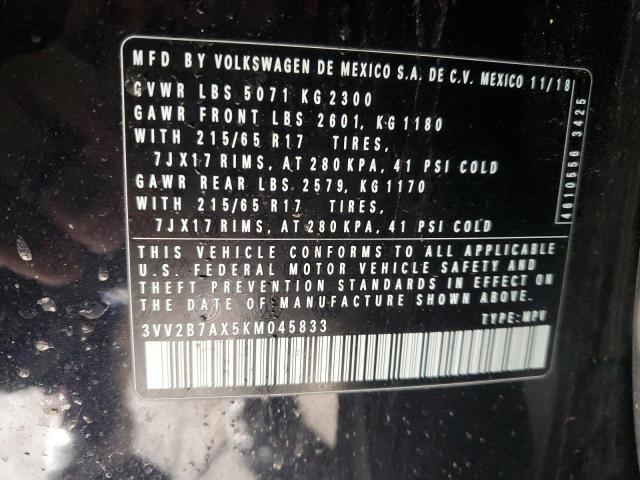 MFD BY VOLKSWAGEN DE MEXICO S.A. DE C.V. MEXICO 11/18
GVWR LBS 5071 KG 2300
GAWR FRONT LBS 2601, KG 1180
WITH 215/65 R17 TIRES,
7JX17 RIMS, AT 280 KPA, 41 PSI COLD
GAWR REAR LBS 2579, KG 1170
WITH 215/65 R17 TIRES,
7JX17 RIMS, AT 280 KPA, 41 PSI COLD
4610556 3425
THIS VEHICLE CONFORMS TO ALL APPLICABLE
U.S. FEDERAL MOTOR VEHICLE SAFETY AND
THEFT PREVENTION STANDARDS IN EFFECT ON
THE DATE OF MANUFACTURE SHOWN ABOVE.
3VV2B7AX5KM045833 TYPE: MPV